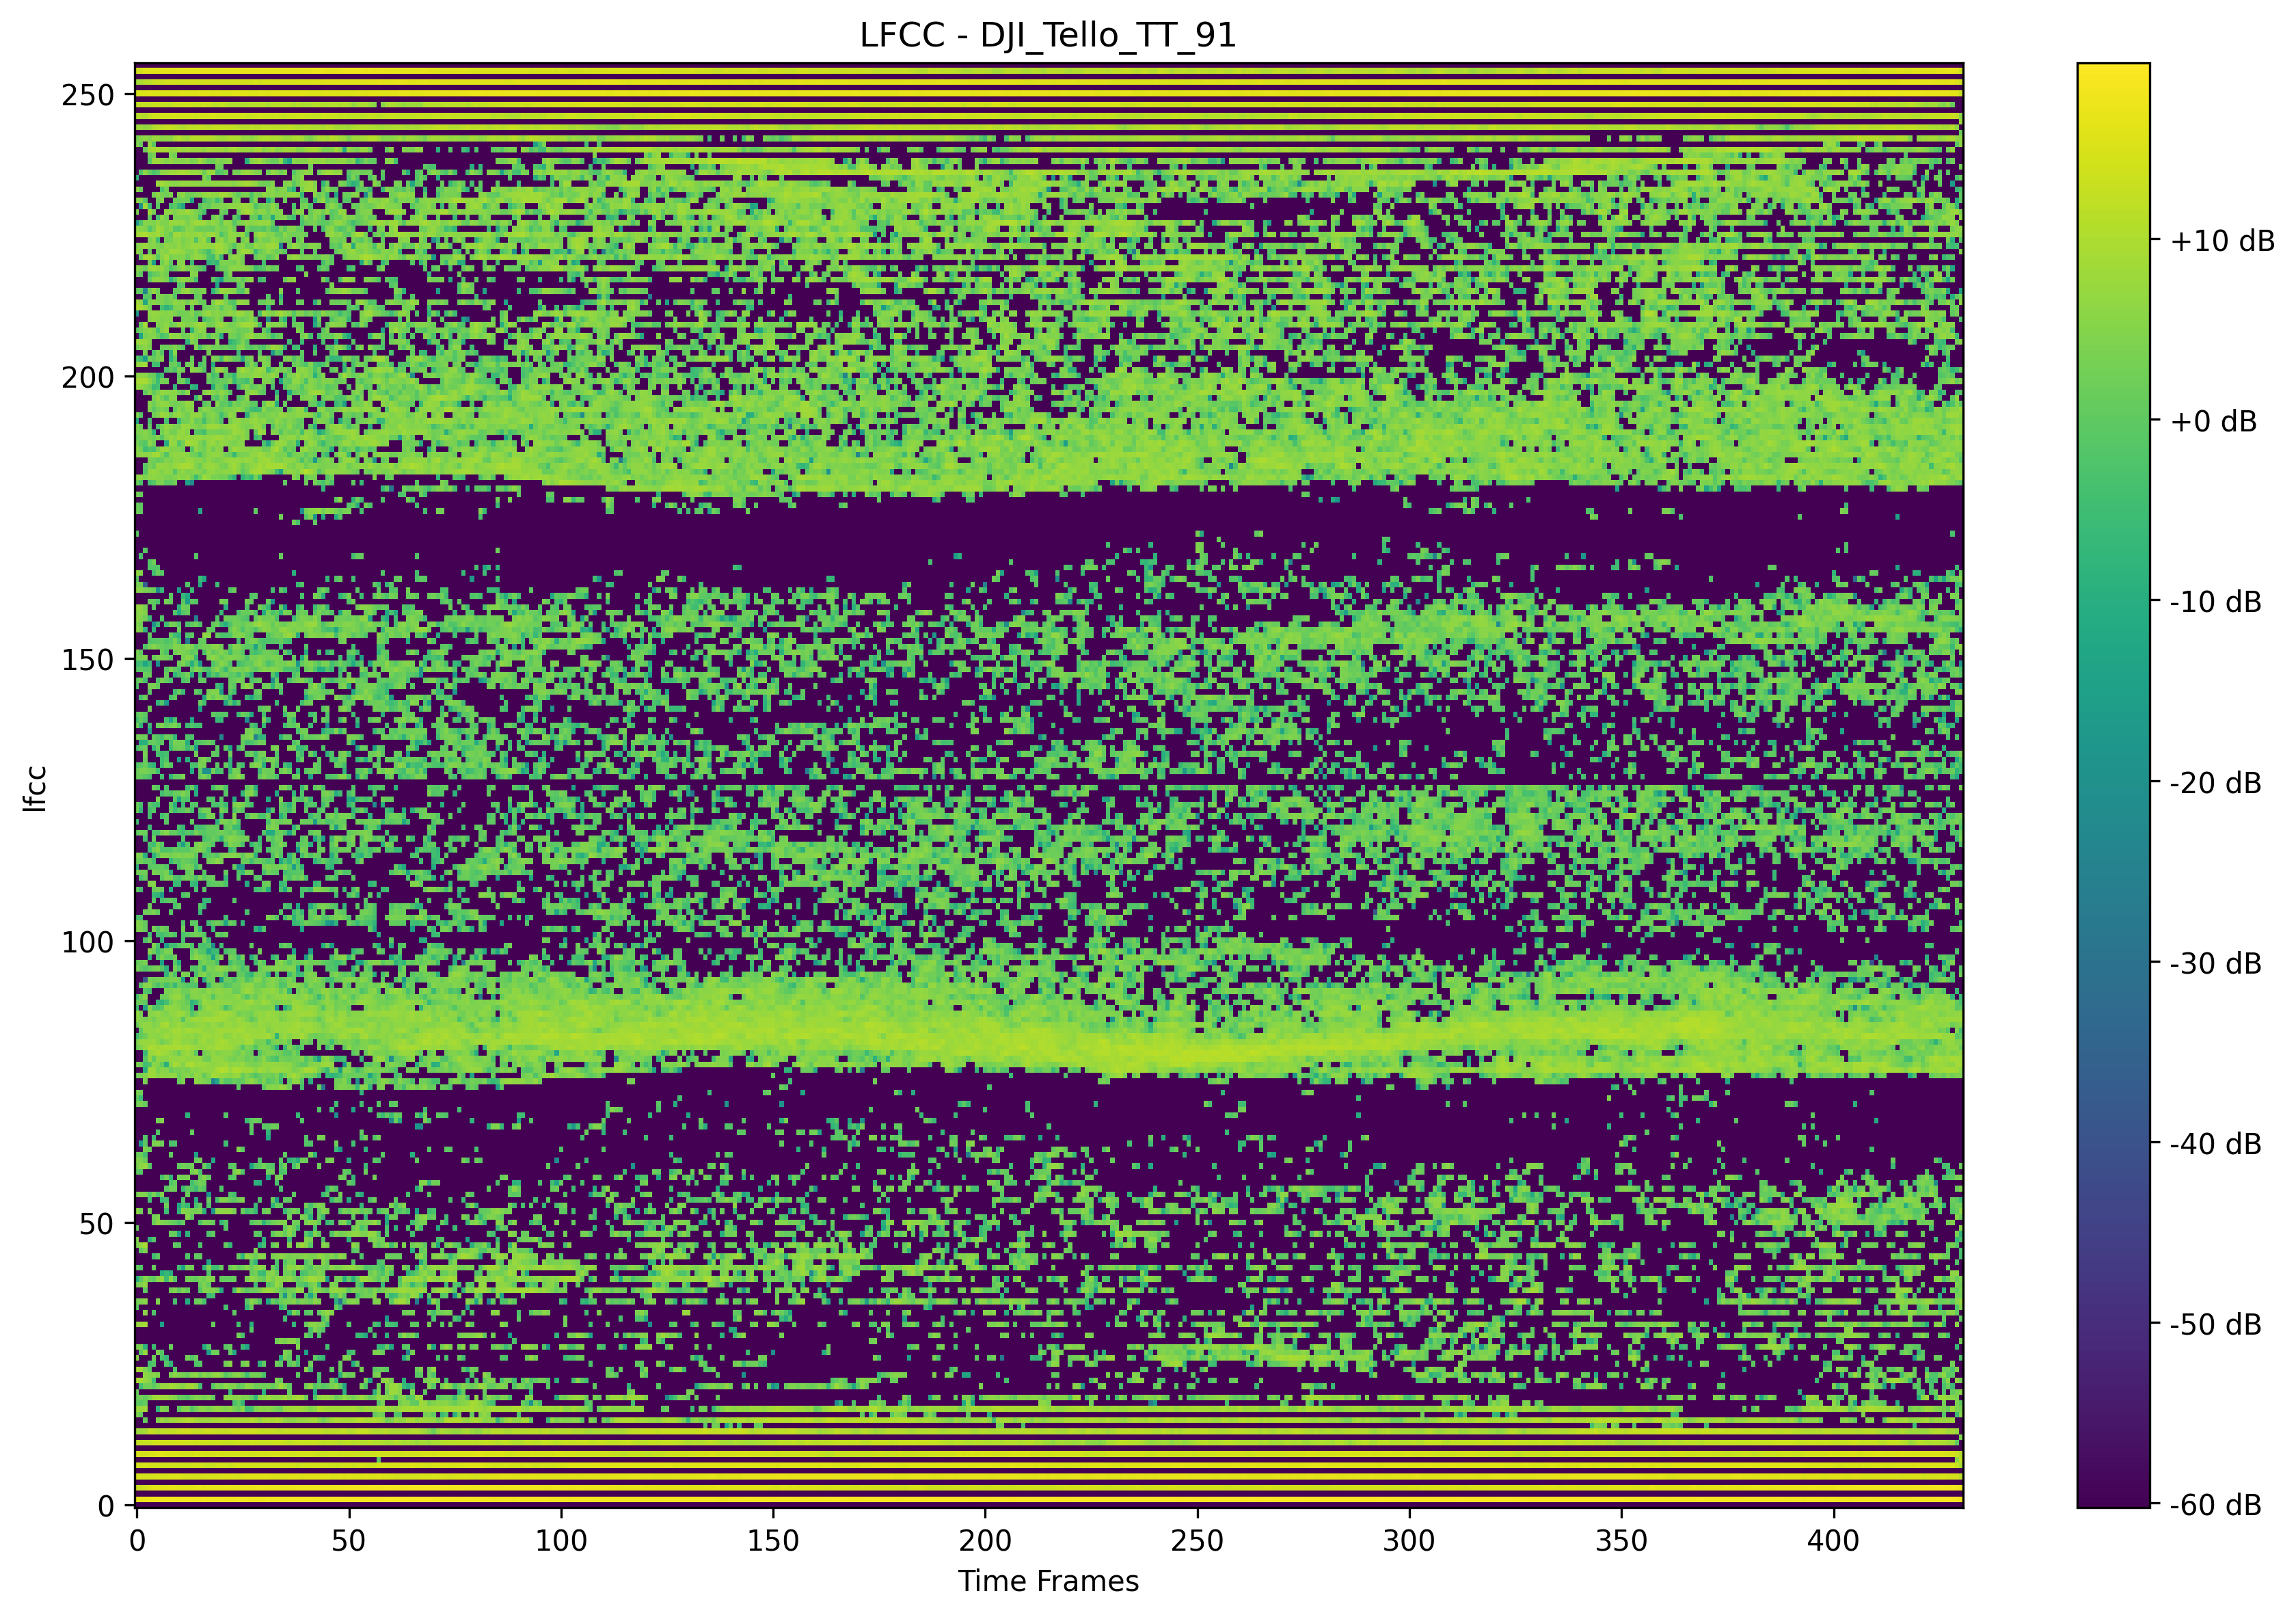 LFCC - DJI_Tello_TT_91
250
200
150
100
50
0
lfcc
0 50 100 150 200 250 300 350 400
Time Frames
+10 dB
+0 dB
-10 dB
-20 dB
-30 dB
-40 dB
-50 dB
-60 dB